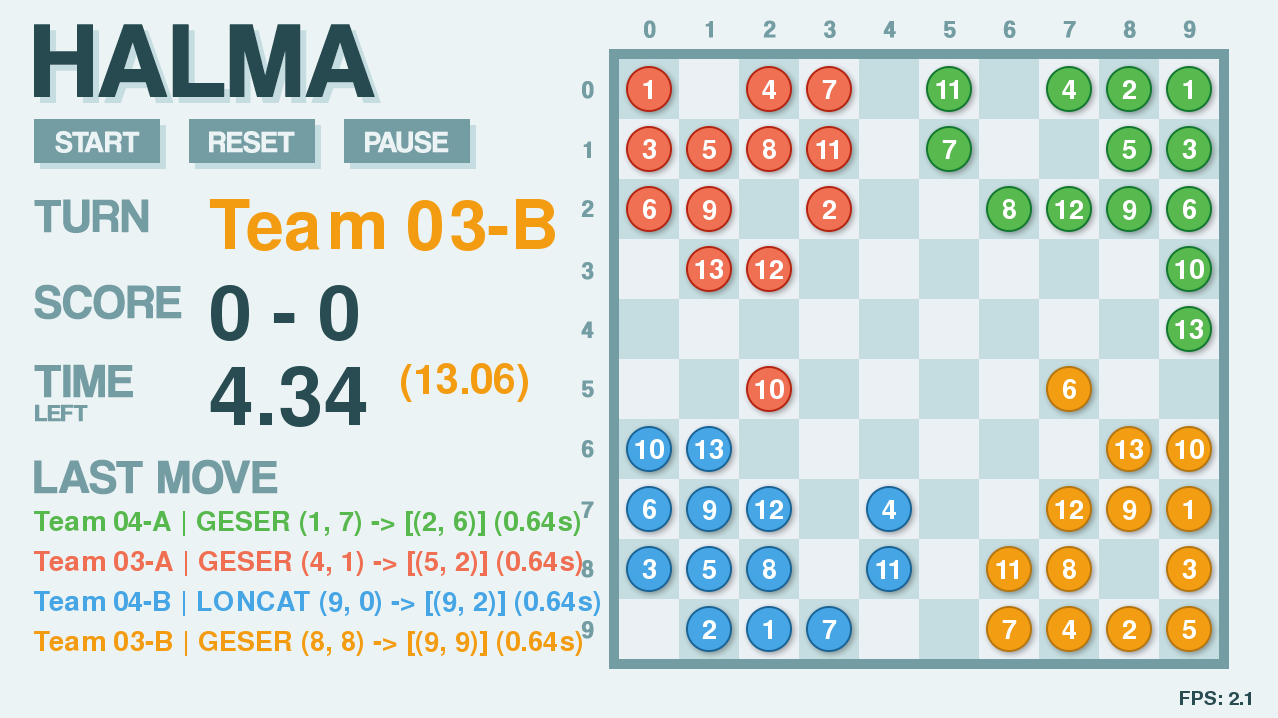 HALMA
START RESET PAUSE
TURN Team 03-B
SCORE 0 - 0
TIME LEFT 4.34 (13.06)
LAST MOVE
Team 04-A | GESER (1, 7) -> [(2, 6)] (0.64s)
Team 03-A | GESER (4, 1) -> [(5, 2)] (0.64s)
Team 04-B | LONCAT (9, 0) -> [(9, 2)] (0.64s)
Team 03-B | GESER (8, 8) -> [(9, 9)] (0.64s)
0 1 2 3 4 5 6 7 8 9
0 1 4 7 11 4 2 1
1 3 5 8 11 7 5 3
2 6 9 2 8 12 9 6
3 13 12 10
4 13
5 10 6
6 10 13 13 10
7 6 9 12 4 12 9 1
8 3 5 8 11 11 8 3
9 2 1 7 7 4 2 5
FPS: 2.1